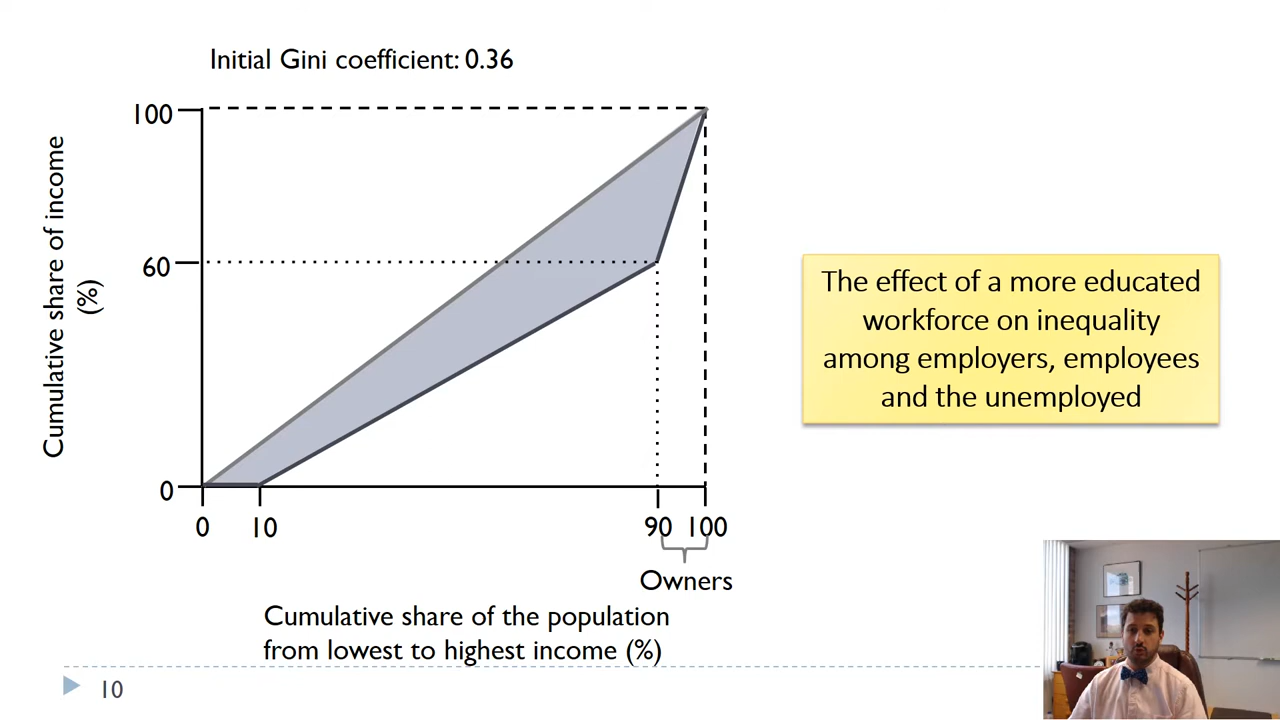 Initial Gini coefficient: 0.36
Cumulative share of income
(%)
100
60
0
0
10
90
100
Owners
Cumulative share of the population
from lowest to highest income (%)
The effect of a more educated
workforce on inequality
among employers, employees
and the unemployed
10